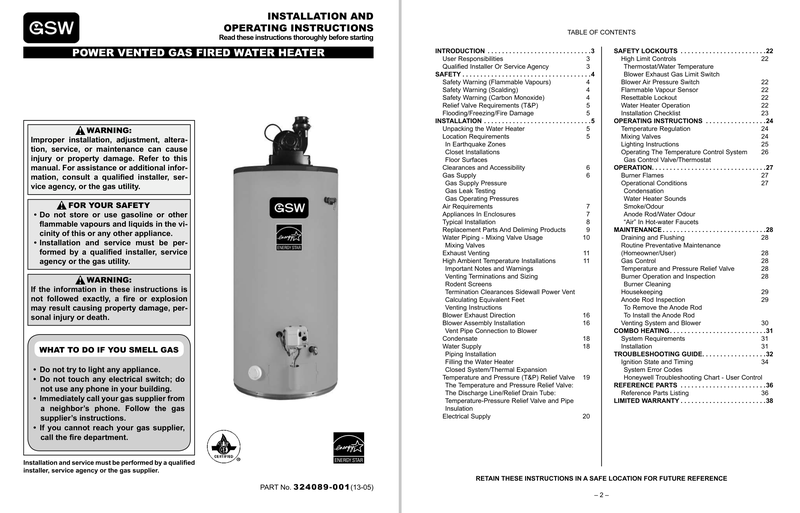 GSW
INSTALLATION AND
OPERATING INSTRUCTIONS
Read these instructions thoroughly before starting
POWER VENTED GAS FIRED WATER HEATER
WARNING:
Improper installation, adjustment, altera-
tion, service, or maintenance can cause
injury or property damage. Refer to this
manual. For assistance or additional infor-
mation, consult a qualified installer, ser-
vice agency, or the gas utility.
FOR YOUR SAFETY
• Do not store or use gasoline or other
flammable vapours and liquids in the vi-
cinity of this or any other appliance.
• Installation and service must be per-
formed by a qualified installer, service
agency or the gas utility.
WARNING:
If the information in these instructions is
not followed exactly, a fire or explosion
may result causing property damage, per-
sonal injury or death.
WHAT TO DO IF YOU SMELL GAS
• Do not try to light any appliance.
• Do not touch any electrical switch; do
not use any phone in your building.
• Immediately call your gas supplier from
a neighbor's phone. Follow the gas
supplier's instructions.
• If you cannot reach your gas supplier,
call the fire department.
Installation and service must be performed by a qualified
installer, service agency or the gas supplier.
GSW
ENERGY STAR
CERTIFIED
ENERGY STAR
PART No. 324089-001 (13-05)
TABLE OF CONTENTS
INTRODUCTION . . . . . . . . . . . . . . . . . . . . . . . . . . . . .3
User Responsibilities 3
Qualified Installer Or Service Agency 3
SAFETY . . . . . . . . . . . . . . . . . . . . . . . . . . . . . . . . . . . .4
Safety Warning (Flammable Vapours) 4
Safety Warning (Scalding) 4
Safety Warning (Carbon Monoxide) 4
Relief Valve Requirements (T&P) 5
Flooding/Freezing/Fire Damage 5
INSTALLATION . . . . . . . . . . . . . . . . . . . . . . . . . . . . . .5
Unpacking the Water Heater 5
Location Requirements 5
In Earthquake Zones
Closet Installations
Floor Surfaces
Clearances and Accessibility 6
Gas Supply 6
Gas Supply Pressure
Gas Leak Testing
Gas Operating Pressures
Air Requirements 7
Appliances In Enclosures 7
Typical Installation 8
Replacement Parts And Deliming Products 9
Water Piping - Mixing Valve Usage 10
Mixing Valves
Exhaust Venting 11
High Ambient Temperature Installations 11
Important Notes and Warnings
Venting Terminations and Sizing
Rodent Screens
Termination Clearances Sidewall Power Vent
Calculating Equivalent Feet
Venting Instructions
Blower Exhaust Direction 16
Blower Assembly Installation 16
Vent Pipe Connection to Blower
Condensate 18
Water Supply 18
Piping Installation
Filling the Water Heater
Closed System/Thermal Expansion
Temperature and Pressure (T&P) Relief Valve 19
The Temperature and Pressure Relief Valve:
The Discharge Line/Relief Drain Tube:
Temperature-Pressure Relief Valve and Pipe
Insulation
Electrical Supply 20
SAFETY LOCKOUTS . . . . . . . . . . . . . . . . . . . . . . . .22
High Limit Controls 22
Thermostat/Water Temperature
Blower Exhaust Gas Limit Switch
Blower Air Pressure Switch 22
Flammable Vapour Sensor 22
Resettable Lockout 22
Water Heater Operation 22
Installation Checklist 23
OPERATING INSTRUCTIONS . . . . . . . . . . . . . . . . .24
Temperature Regulation 24
Mixing Valves 24
Lighting Instructions 25
Operating The Temperature Control System 26
Gas Control Valve/Thermostat
OPERATION. . . . . . . . . . . . . . . . . . . . . . . . . . . . . . . .27
Burner Flames 27
Operational Conditions 27
Condensation
Water Heater Sounds
Smoke/Odour
Anode Rod/Water Odour
"Air" In Hot-water Faucets
MAINTENANCE. . . . . . . . . . . . . . . . . . . . . . . . . . . . .28
Draining and Flushing 28
Routine Preventative Maintenance
(Homeowner/User) 28
Gas Control 28
Temperature and Pressure Relief Valve 28
Burner Operation and Inspection 28
Burner Cleaning
Housekeeping 29
Anode Rod Inspection 29
To Remove the Anode Rod
To Install the Anode Rod
Venting System and Blower 30
COMBO HEATING. . . . . . . . . . . . . . . . . . . . . . . . . . .31
System Requirements 31
Installation 31
TROUBLESHOOTING GUIDE. . . . . . . . . . . . . . . . . .32
Ignition State and Timing 34
System Error Codes
Honeywell Troubleshooting Chart - User Control
REFERENCE PARTS . . . . . . . . . . . . . . . . . . . . . . . .36
Reference Parts Listing 36
LIMITED WARRANTY . . . . . . . . . . . . . . . . . . . . . . . .38
RETAIN THESE INSTRUCTIONS IN A SAFE LOCATION FOR FUTURE REFERENCE
– 2 –